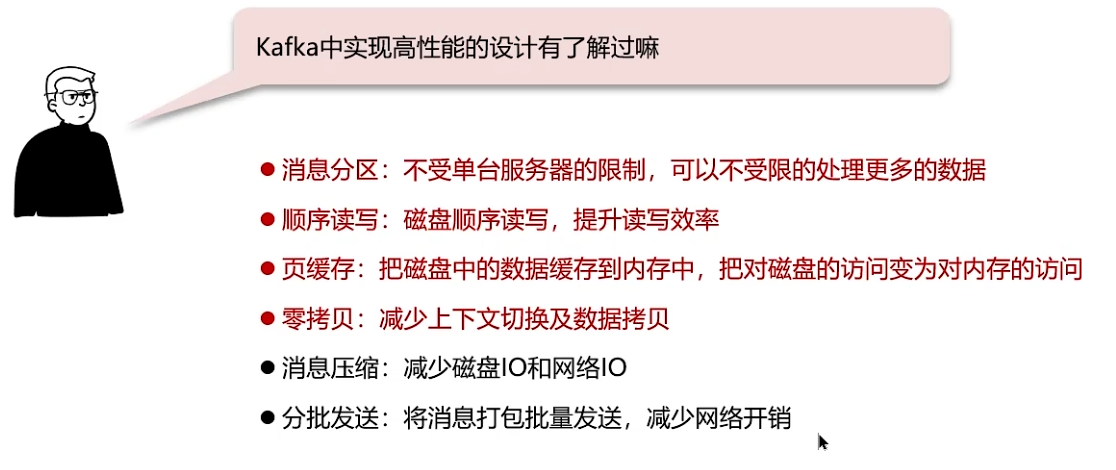 Kafka中实现高性能的设计有了解过嘛
● 消息分区：不受单台服务器的限制，可以不受限的处理更多的数据
● 顺序读写：磁盘顺序读写，提升读写效率
● 页缓存：把磁盘中的数据缓存到内存中，把对磁盘的访问变为对内存的访问
● 零拷贝：减少上下文切换及数据拷贝
● 消息压缩：减少磁盘IO和网络IO
● 分批发送：将消息打包批量发送，减少网络开销